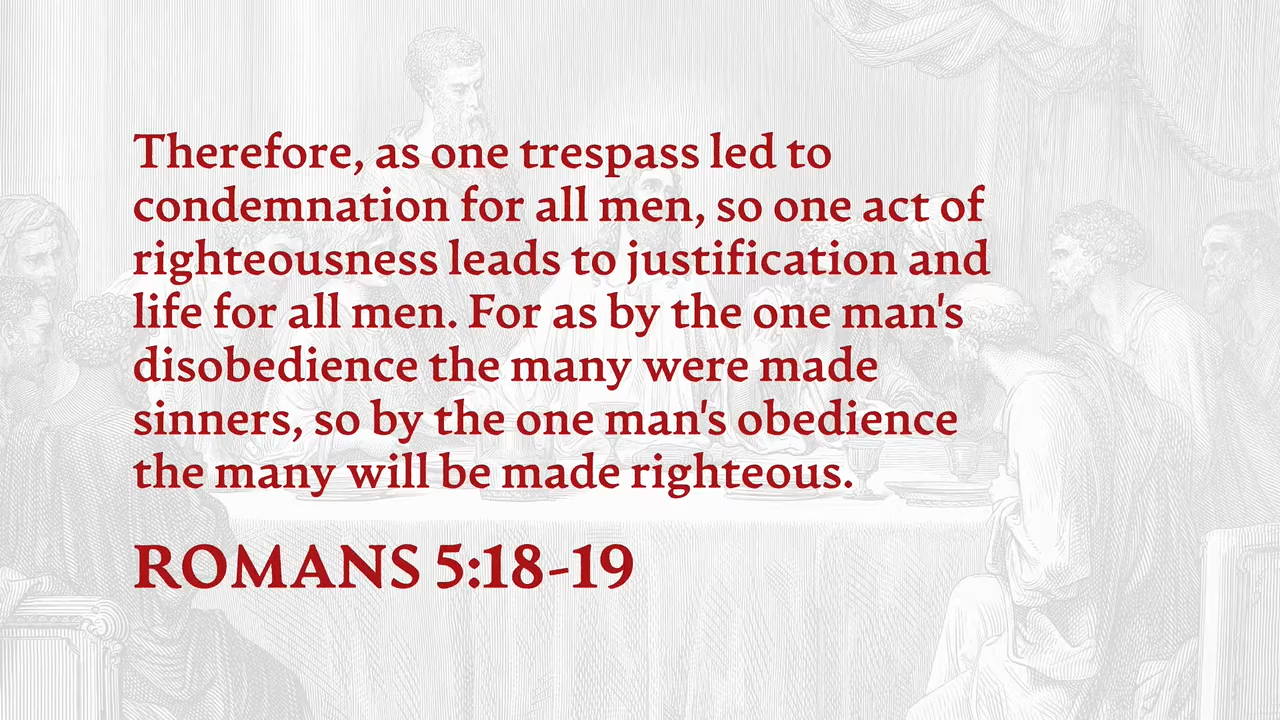 Therefore, as one trespass led to
condemnation for all men, so one act of
righteousness leads to justification and
life for all men. For as by the one man's
disobedience the many were made
sinners, so by the one man's obedience
the many will be made righteous.
ROMANS 5:18-19